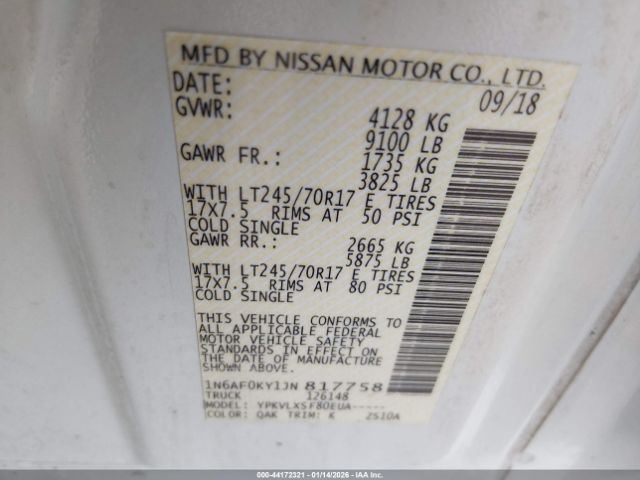 MFD BY NISSAN MOTOR CO., LTD.
DATE: 09/18
GVWR: 4128 KG
9100 LB
GAWR FR.: 1735 KG
3825 LB
WITH LT245/70R17 E TIRES
17X7.5 RIMS AT 50 PSI
COLD SINGLE
GAWR RR.: 2665 KG
5875 LB
WITH LT245/70R17 E TIRES
17X7.5 RIMS AT 80 PSI
COLD SINGLE
THIS VEHICLE CONFORMS TO
ALL APPLICABLE FEDERAL
MOTOR VEHICLE SAFETY
STANDARDS IN EFFECT ON
THE DATE OF MANUFACTURE
SHOWN ABOVE.
1N6AF0KY1JN817758
TRUCK 126148
MODEL: YPKVLXSF80EUA-----
COLOR: QAK TRIM: K 2510A
000-44172321 - 01/14/2026 - IAAI.COM